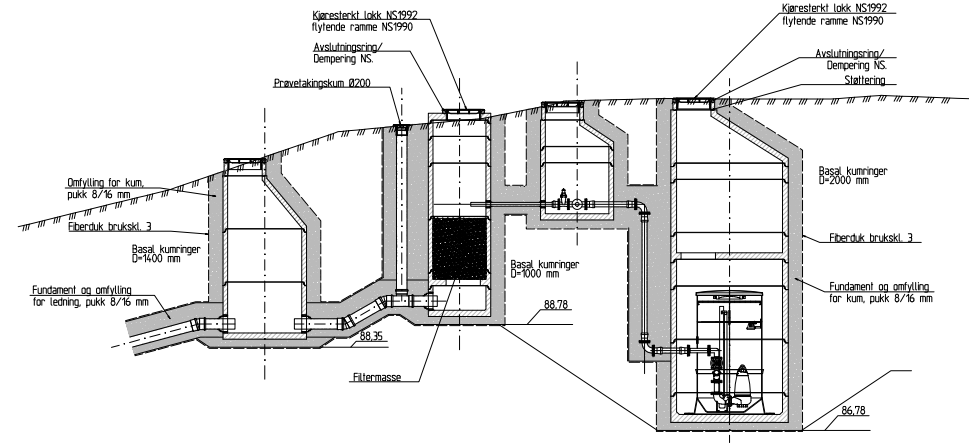 Kjøresterkt lokk NS1992
flytende ramme NS1990
Avslutningsring/
Dempering NS.
Prøvetakingskum Ø200
Kjøresterkt lokk NS1992
flytende ramme NS1990
Avslutningsring/
Dempering NS.
Støttering
Omfylling for kum,
pukk 8/16 mm
Fiberduk brukskl. 3
Basal kumringer
D=1400 mm
Fundament og omfylling
for ledning, pukk 8/16 mm
88,35
Filtermasse
Basal kumringer
D=1000 mm
88,78
Basal kumringer
D=2000 mm
Fiberduk brukskl. 3
Fundament og omfylling
for kum, pukk 8/16 mm
86,78